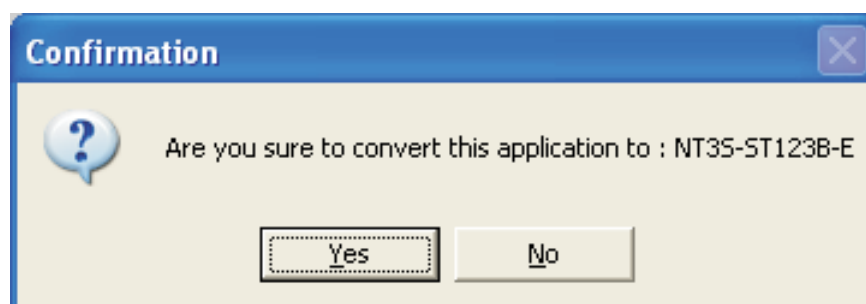 Confirmation
Are you sure to convert this application to : NT3S-ST123B-E
Yes
No